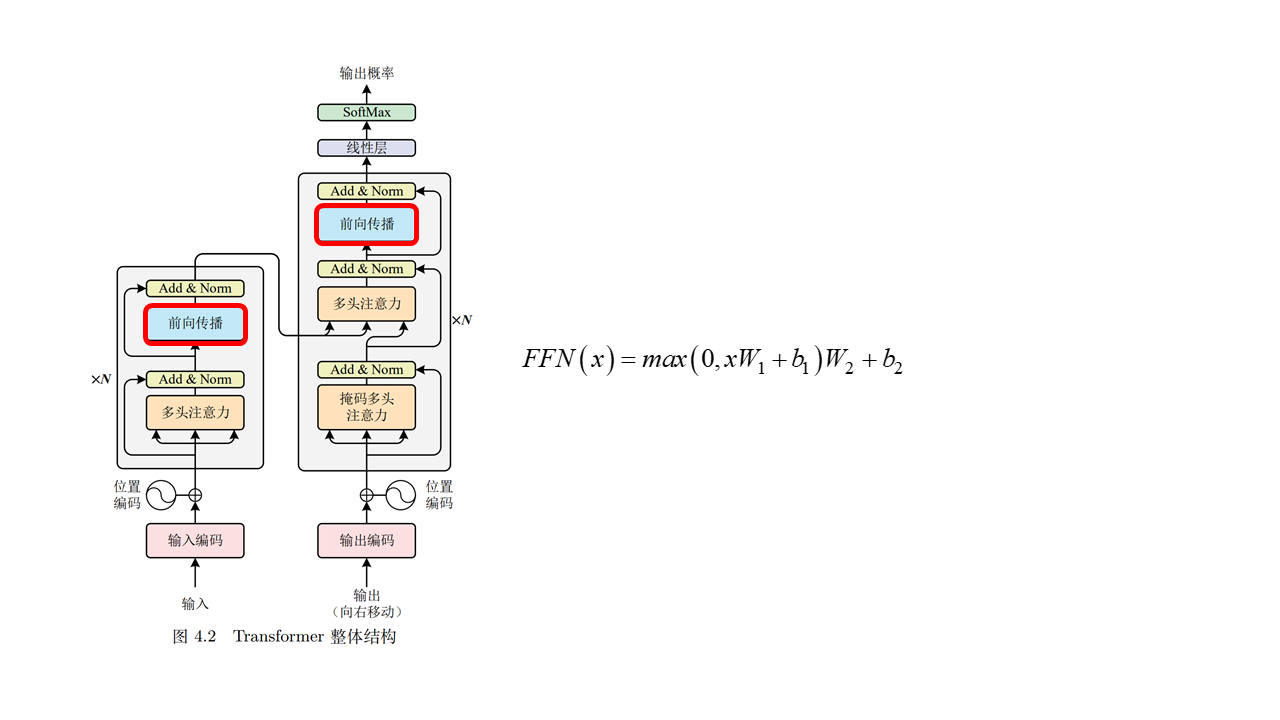 输出概率
SoftMax
线性层
Add & Norm
前向传播
Add & Norm
多头注意力
×N
Add & Norm
掩码多头
注意力
位置
编码
输出编码
输出
（向右移动）
Add & Norm
前向传播
×N
Add & Norm
多头注意力
位置
编码
输入编码
输入
图 4.2 Transformer 整体结构
FFN(x) = max(0, xW₁ + b₁)W₂ + b₂